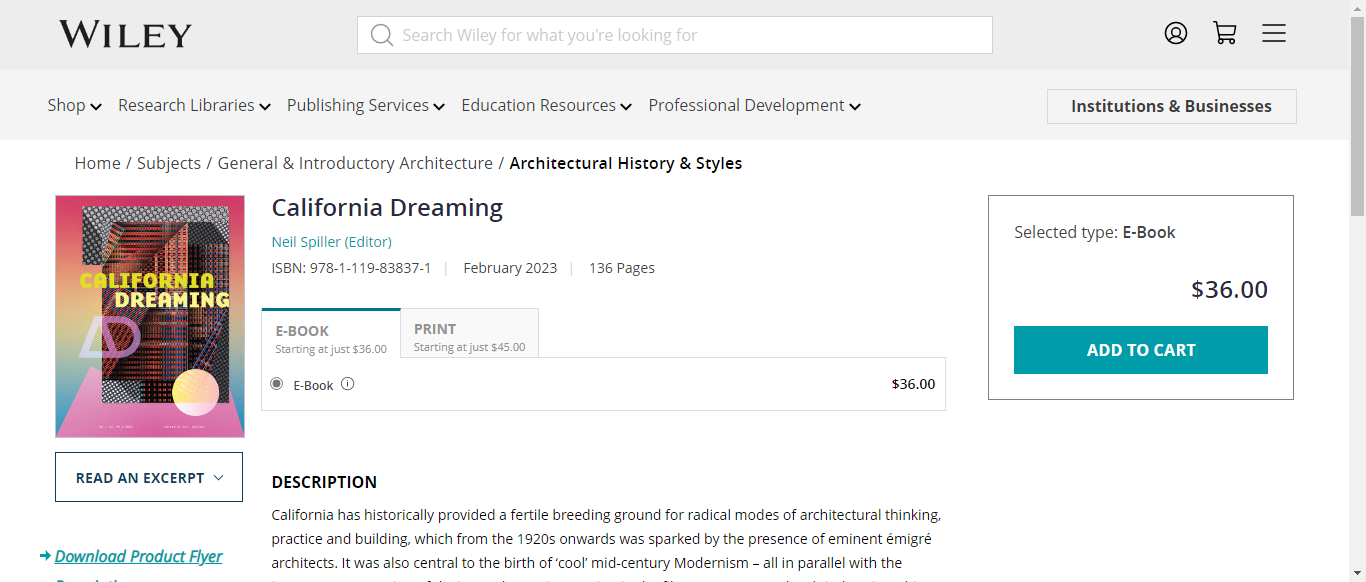 WILEY
Search Wiley for what you're looking for
Shop Research Libraries Publishing Services Education Resources Professional Development
Institutions & Businesses
Home / Subjects / General & Introductory Architecture / Architectural History & Styles
CALIFORNIA
DREAMING
AD
READ AN EXCERPT
Download Product Flyer
California Dreaming
Neil Spiller (Editor)
ISBN: 978-1-119-83837-1 | February 2023 | 136 Pages
E-BOOK
Starting at just $36.00
PRINT
Starting at just $45.00
E-Book $36.00
DESCRIPTION
California has historically provided a fertile breeding ground for radical modes of architectural thinking,
practice and building, which from the 1920s onwards was sparked by the presence of eminent émigré
architects. It was also central to the birth of ‘cool’ mid-century Modernism – all in parallel with the
Selected type: E-Book
$36.00
ADD TO CART